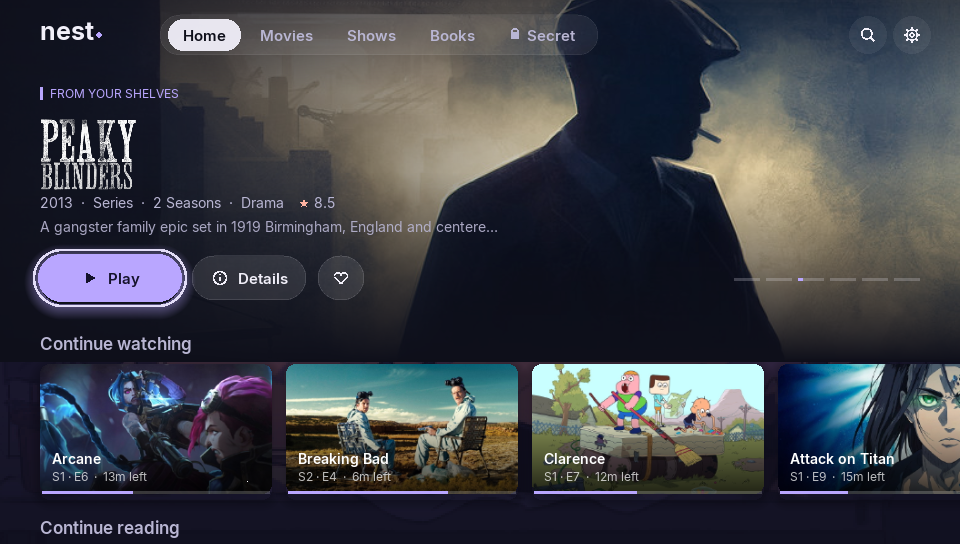 nest
Home
Movies
Shows
Books
Secret
FROM YOUR SHELVES
PEAKY
BLINDERS
2013 · Series · 2 Seasons · Drama ★ 8.5
A gangster family epic set in 1919 Birmingham, England and centere...
Play
Details
Continue watching
Arcane
S1 · E6 · 13m left
Breaking Bad
S2 · E4 · 6m left
Clarence
S1 · E7 · 12m left
Attack on Titan
S1 · E9 · 15m left
Continue reading